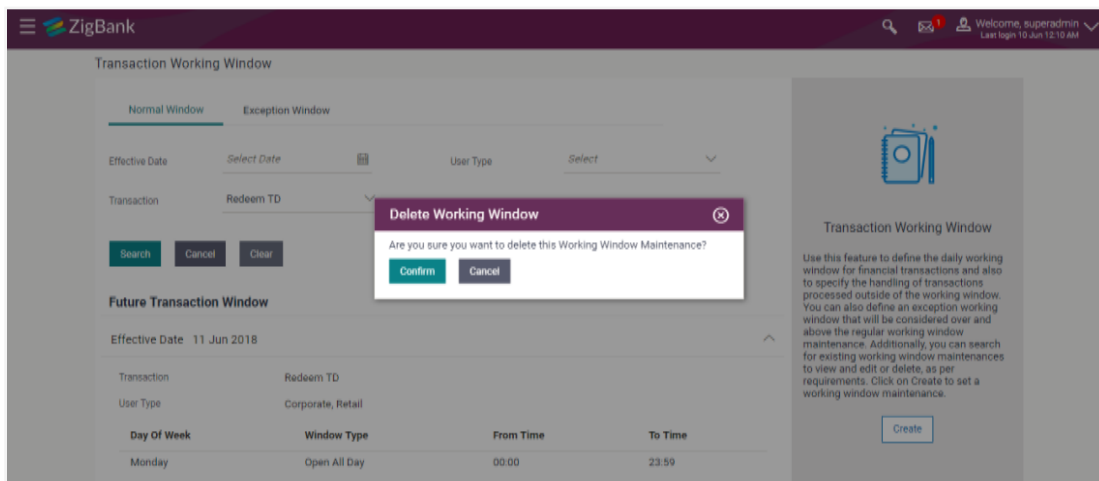 ZigBank
1
Welcome, superadmin
Last login 10 Jun 12:10 AM
Transaction Working Window
Normal Window Exception Window
Effective Date Select Date User Type Select
Transaction Redeem TD
Search Cancel Clear
Delete Working Window
Are you sure you want to delete this Working Window Maintenance?
Confirm Cancel
Future Transaction Window
Effective Date 11 Jun 2018
Transaction Redeem TD
User Type Corporate, Retail
Day Of Week Window Type From Time To Time
Monday Open All Day 00:00 23:59
Transaction Working Window
Use this feature to define the daily working
window for financial transactions and also
to specify the handling of transactions
processed outside of the working window.
You can also define an exception working
window that will be considered over and
above the regular working window
maintenance. Additionally, you can search
for existing working window maintenances
to view and edit or delete, as per
requirements. Click on Create to set a
working window maintenance.
Create